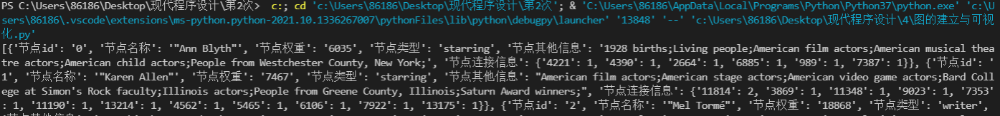 PS C:\Users\86186\Desktop\现代程序设计\第2次>  c:; cd 'c:\Users\86186\Desktop\现代程序设计\第2次'; & 'C:\Users\86186\AppData\Local\Programs\Python\Python37\python.exe' 'c:\U
sers\86186\.vscode\extensions\ms-python.python-2021.10.1336267007\pythonFiles\lib\python\debugpy\launcher' '13848' '--' 'c:\Users\86186\Desktop\现代程序设计\4\图的建立与可视
化.py'
[{'节点id': '0', '节点名称': '"Ann Blyth"', '节点权重': '6035', '节点类型': 'starring', '节点其他信息': '1928 births;Living people;American film actors;American musical thea
tre actors;American child actors;People from Westchester County, New York;', '节点连接信息': {'4221': 1, '4390': 1, '2664': 1, '6885': 1, '989': 1, '7387': 1}}, {'节点id': '
1', '节点名称': '"Karen Allen"', '节点权重': '7467', '节点类型': 'starring', '节点其他信息': "American film actors;American stage actors;American video game actors;Bard Coll
ege at Simon's Rock faculty;Illinois actors;People from Greene County, Illinois;Saturn Award winners;", '节点连接信息': {'11814': 2, '3869': 1, '11348': 1, '9023': 1, '7353'
: 1, '11190': 1, '13214': 1, '4562': 1, '5465': 1, '6106': 1, '7922': 1, '13175': 1}}, {'节点id': '2', '节点名称': '"Mel Tormé"', '节点权重': '18868', '节点类型': 'writer',